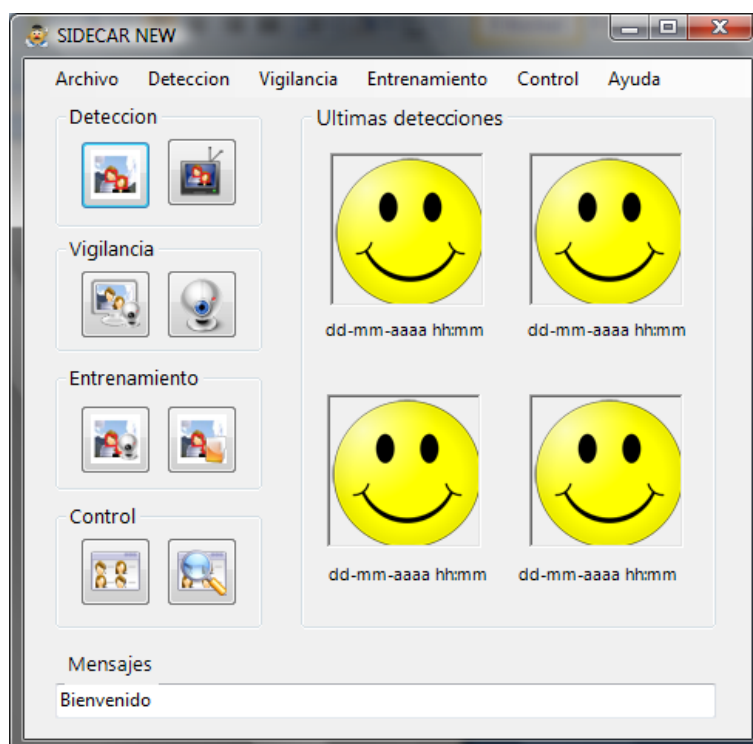 SIDECAR NEW
Archivo Deteccion Vigilancia Entrenamiento Control Ayuda
Deteccion
Vigilancia
Entrenamiento
Control
Ultimas detecciones
dd-mm-aaaa hh:mm
dd-mm-aaaa hh:mm
dd-mm-aaaa hh:mm
dd-mm-aaaa hh:mm
Mensajes
Bienvenido